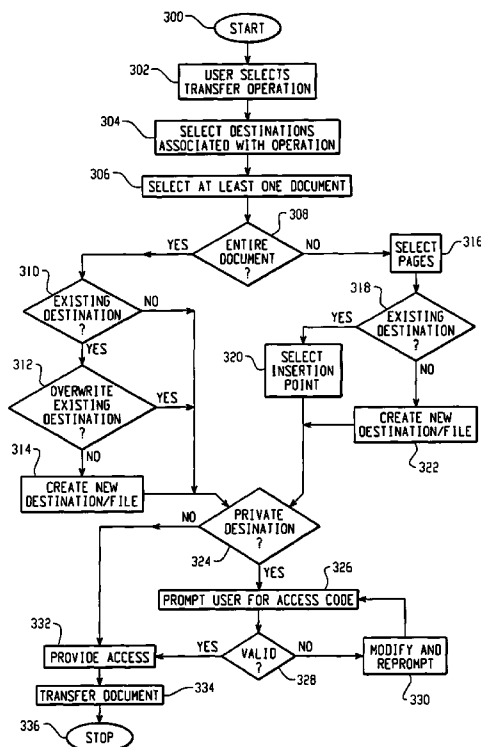 300
START
302
USER SELECTS
TRANSFER OPERATION
304
SELECT DESTINATIONS
ASSOCIATED WITH OPERATION
306
SELECT AT LEAST ONE DOCUMENT
308
YES
ENTIRE
DOCUMENT
?
NO
SELECT
PAGES
316
310
EXISTING
DESTINATION
?
NO
YES
318
EXISTING
DESTINATION
?
YES
NO
320
SELECT
INSERTION
POINT
312
OVERWRITE
EXISTING
DESTINATION
?
YES
NO
CREATE NEW
DESTINATION/FILE
322
314
CREATE NEW
DESTINATION/FILE
NO
PRIVATE
DESINATION
?
324
YES
326
PROMPT USER FOR ACCESS CODE
332
PROVIDE ACCESS
YES
VALID
?
NO
328
MODIFY AND
REPROMPT
330
TRANSFER DOCUMENT
334
336
STOP